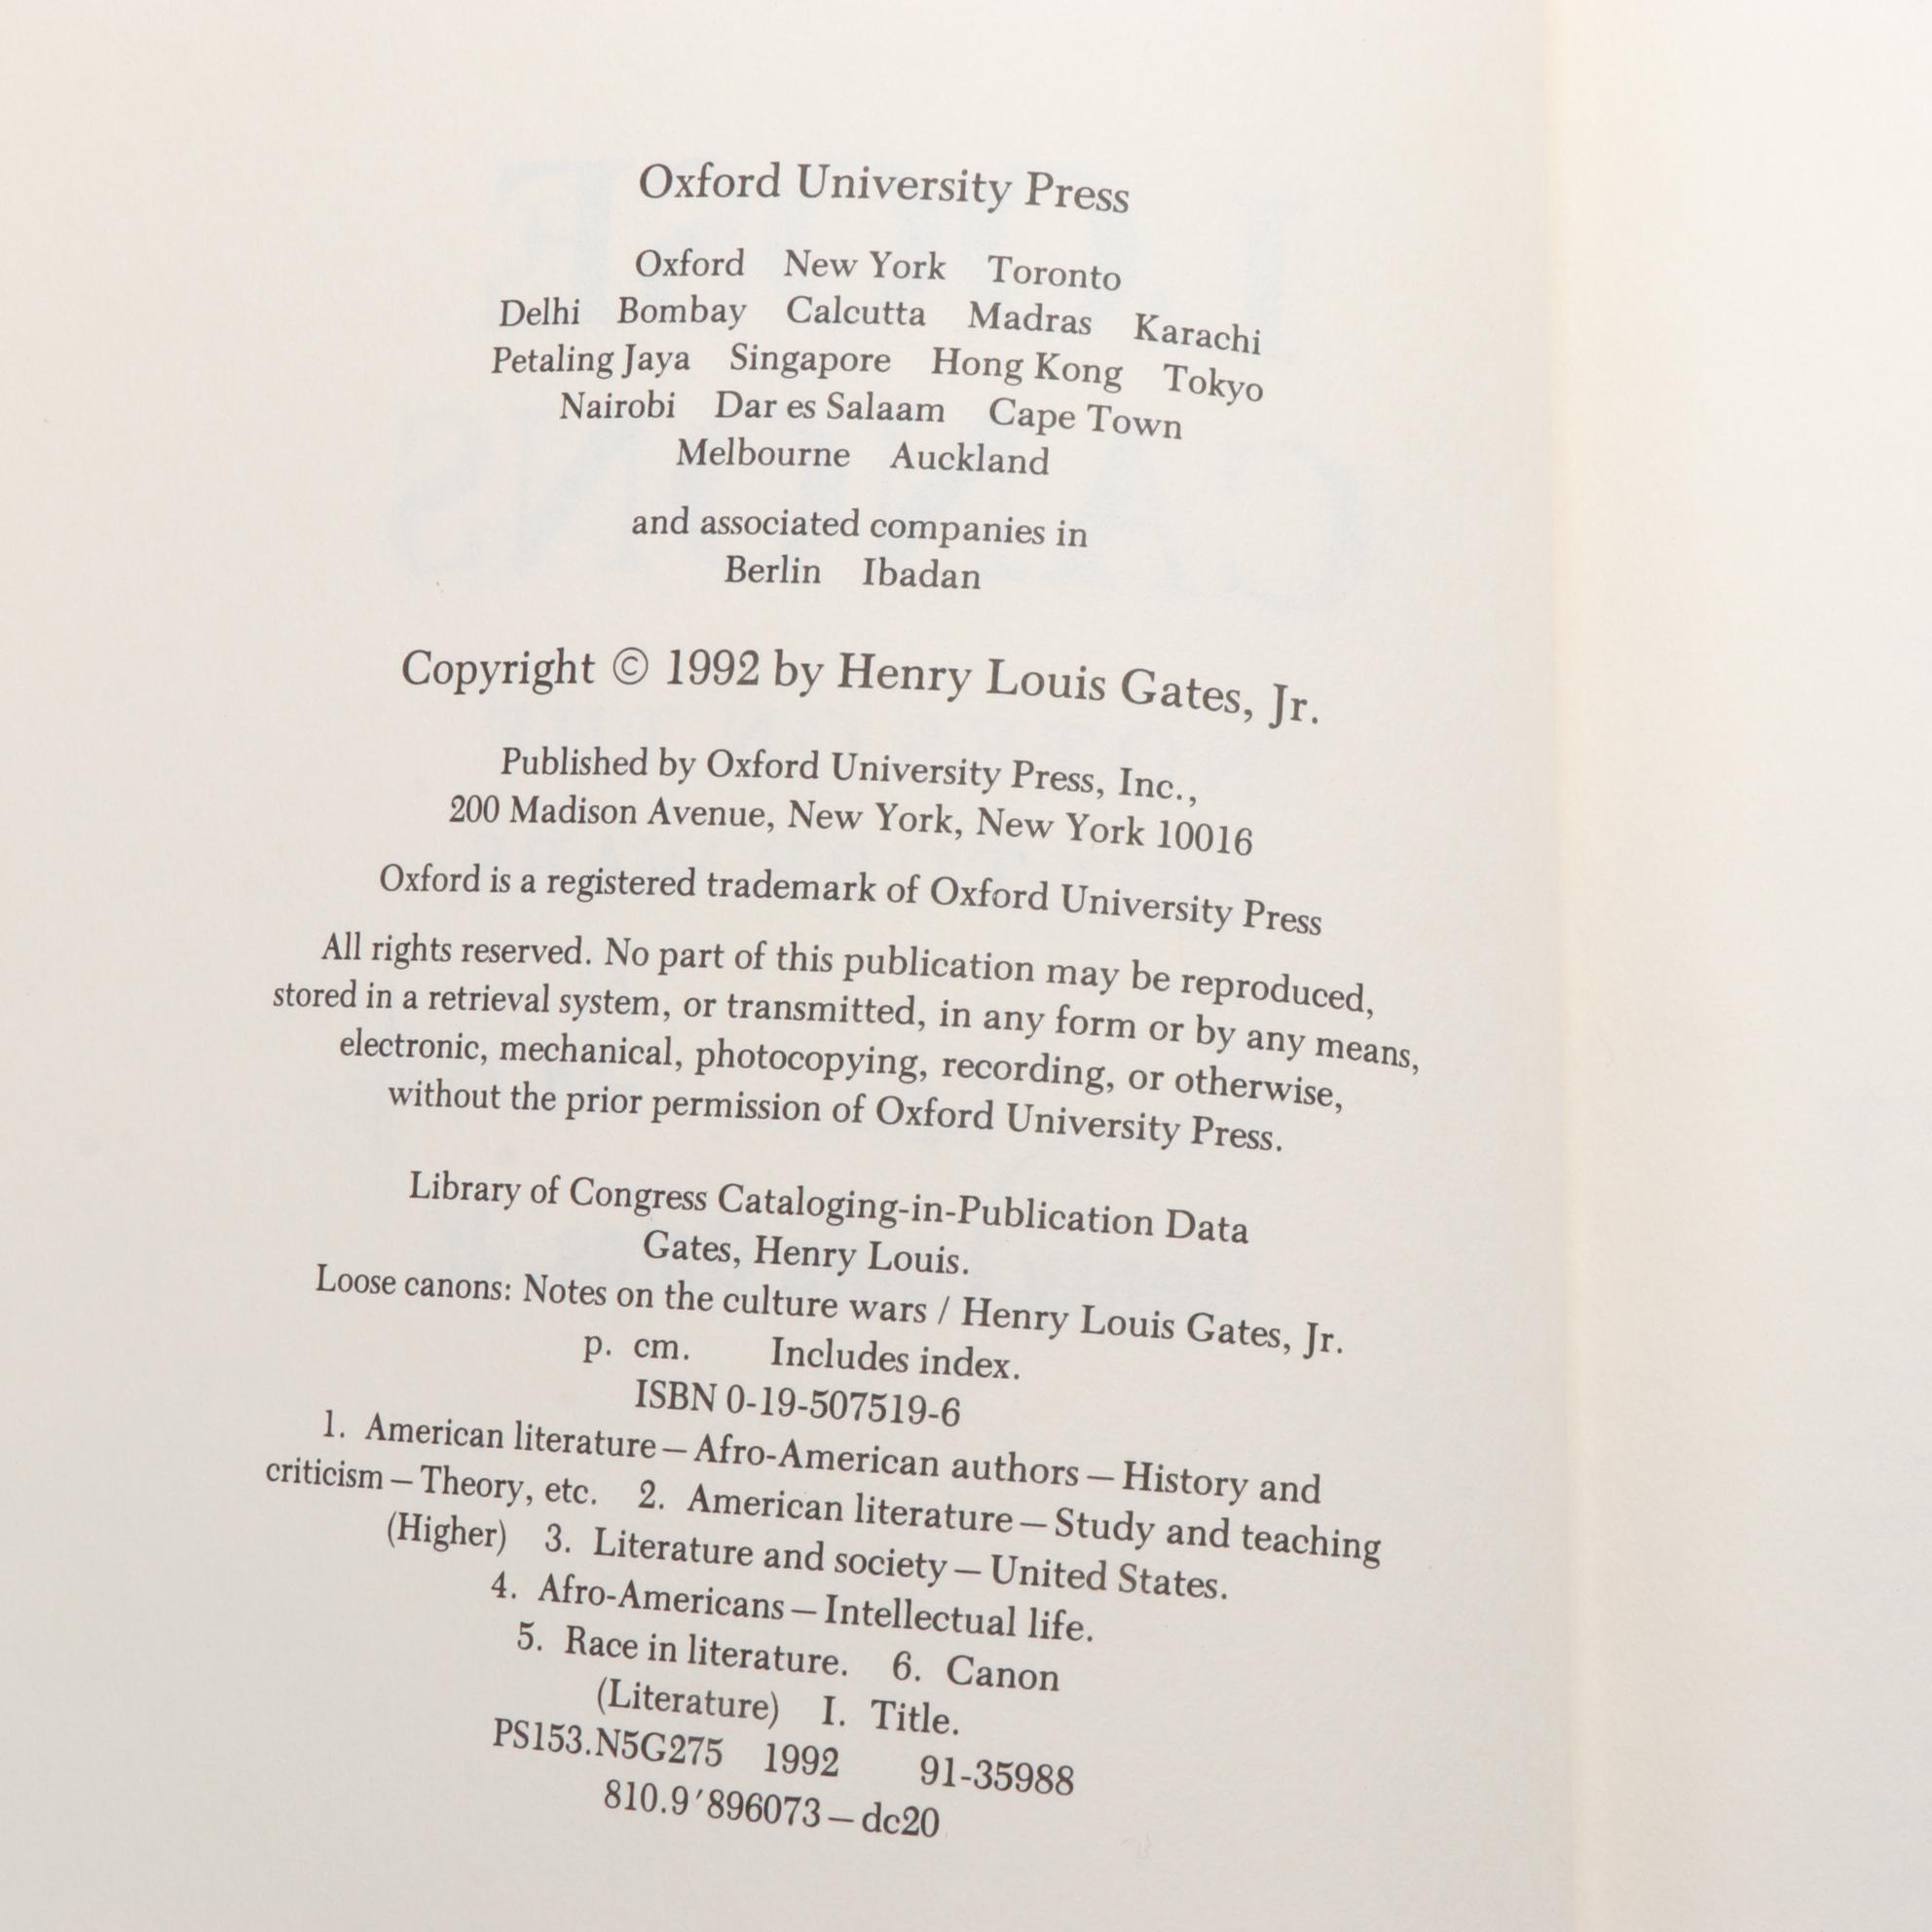 Oxford University Press
Oxford New York Toronto
Delhi Bombay Calcutta Madras Karachi
Petaling Jaya Singapore Hong Kong Tokyo
Nairobi Dar es Salaam Cape Town
Melbourne Auckland
and associated companies in
Berlin Ibadan
Copyright © 1992 by Henry Louis Gates, Jr.
Published by Oxford University Press, Inc.,
200 Madison Avenue, New York, New York 10016
Oxford is a registered trademark of Oxford University Press
All rights reserved. No part of this publication may be reproduced,
stored in a retrieval system, or transmitted, in any form or by any means,
electronic, mechanical, photocopying, recording, or otherwise,
without the prior permission of Oxford University Press.
Library of Congress Cataloging-in-Publication Data
Gates, Henry Louis.
Loose canons: Notes on the culture wars / Henry Louis Gates, Jr.
p. cm. Includes index.
ISBN 0-19-507519-6
1. American literature—Afro-American authors—History and
criticism—Theory, etc. 2. American literature—Study and teaching
(Higher) 3. Literature and society—United States.
4. Afro-Americans—Intellectual life.
5. Race in literature. 6. Canon
(Literature) I. Title.
PS153.N5G275 1992 91-35988
810.9′896073—dc20